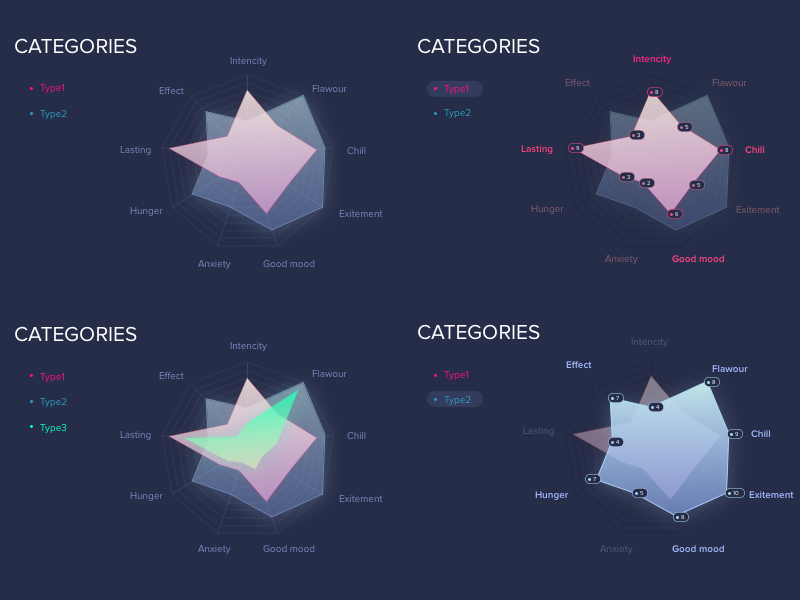 CATEGORIES
Type1
Type2
Intencity
Flavour
Chill
Exitement
Good mood
Anxiety
Hunger
Lasting
Effect
CATEGORIES
Type1
Type2
Intencity
Flavour
Chill
Exitement
Good mood
Anxiety
Hunger
Lasting
Effect
8
5
8
5
6
2
3
9
3
CATEGORIES
Type1
Type2
Type3
Intencity
Flavour
Chill
Exitement
Good mood
Anxiety
Hunger
Lasting
Effect
CATEGORIES
Type1
Type2
Intencity
Flavour
Chill
Exitement
Good mood
Anxiety
Hunger
Lasting
Effect
4
8
9
10
8
5
7
4
7